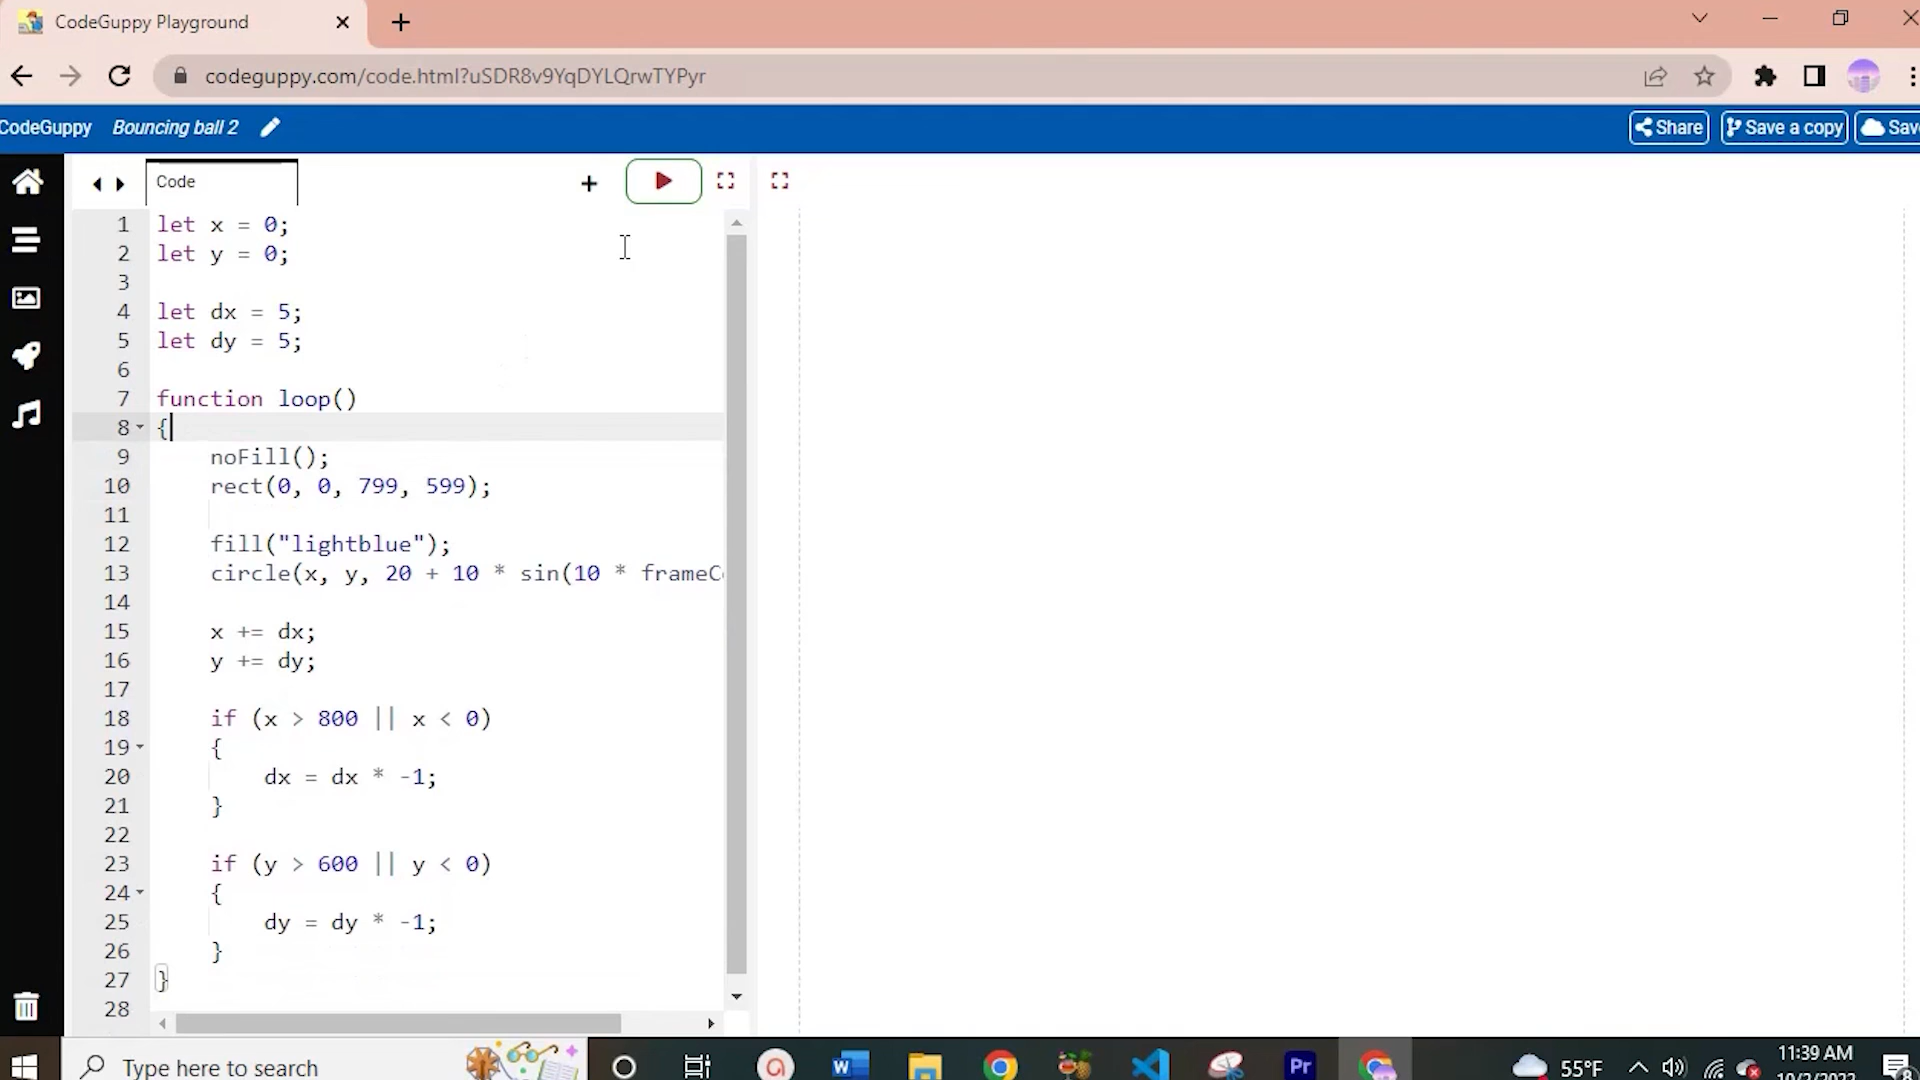 CodeGuppy Playground
codeguppy.com/code.html?uSDR8v9YqDYLQrwTYPyr
CodeGuppy Bouncing ball 2 Share Save a copy Sav
Code
1 let x = 0;
2 let y = 0;
3
4 let dx = 5;
5 let dy = 5;
6
7 function loop()
8 {
9 noFill();
10 rect(0, 0, 799, 599);
11
12 fill("lightblue");
13 circle(x, y, 20 + 10 * sin(10 * frameC
14
15 x += dx;
16 y += dy;
17
18 if (x > 800 || x < 0)
19 {
20 dx = dx * -1;
21 }
22
23 if (y > 600 || y < 0)
24 {
25 dy = dy * -1;
26 }
27 }
28
Type here to search
W
Pr
55°F
11:39 AM
8